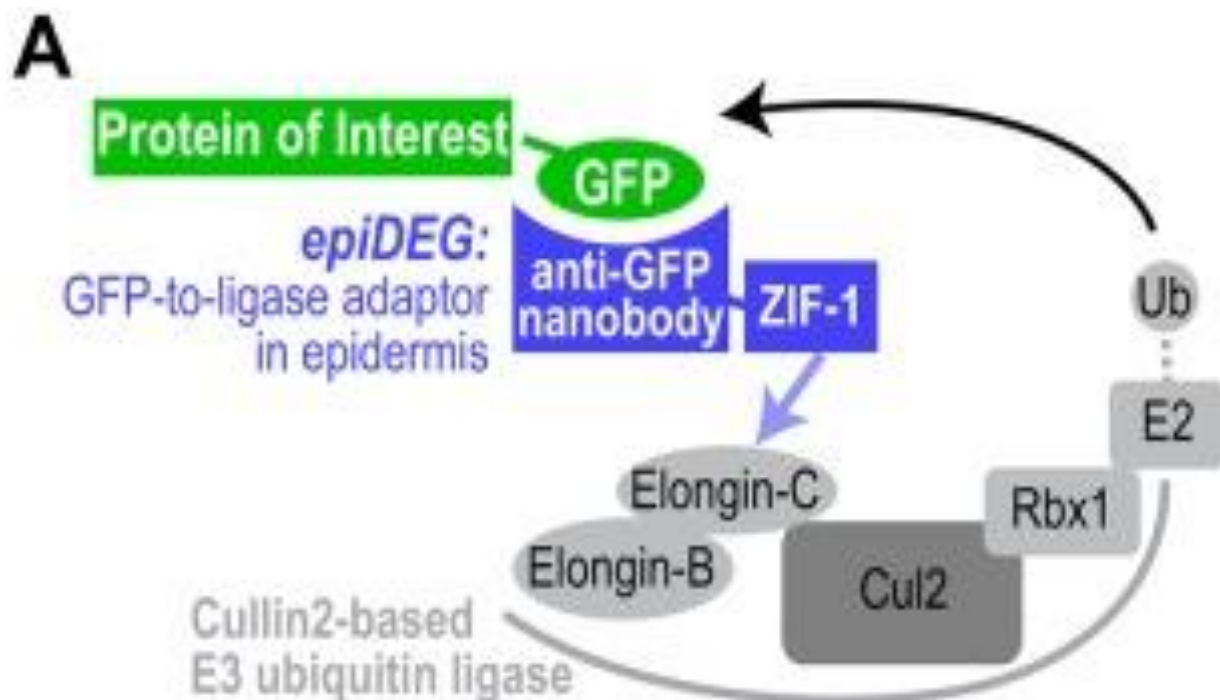 A
Protein of Interest
GFP
epiDEG:
GFP-to-ligase adaptor
in epidermis
anti-GFP
nanobody
ZIF-1
Ub
E2
Elongin-C
Rbx1
Elongin-B
Cul2
Cullin2-based
E3 ubiquitin ligase